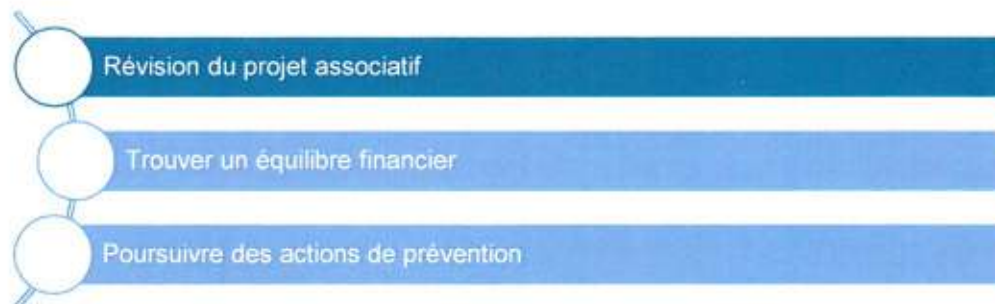 Révision du projet associatif
Trouver un équilibre financier
Poursuivre des actions de prévention